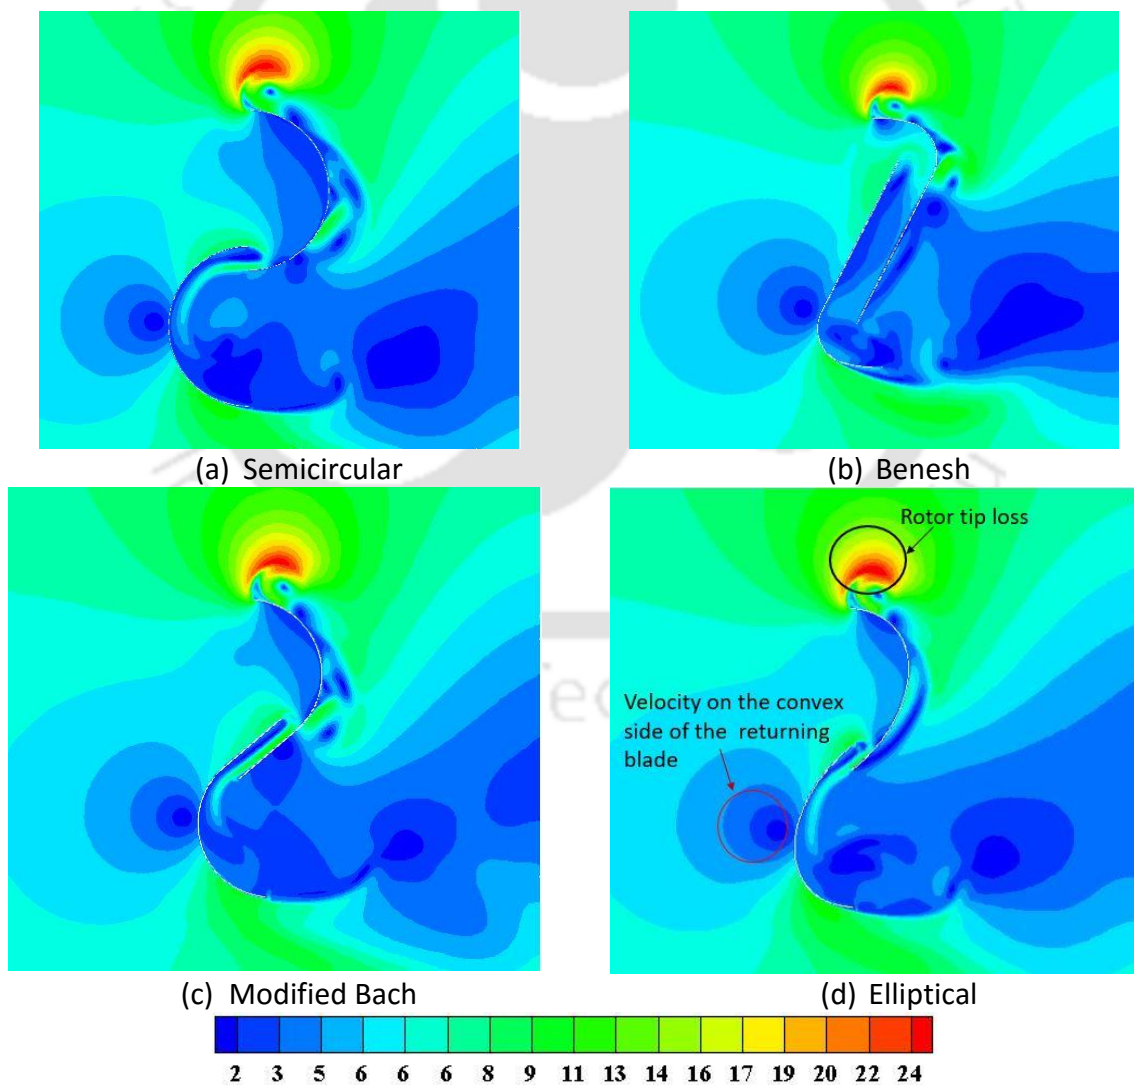 (a) Semicircular
(b) Benesh
Rotor tip loss
Velocity on the convex
side of the returning
blade
(c) Modified Bach
(d) Elliptical
2 3 5 6 6 8 9 11 13 14 16 17 19 20 22 24